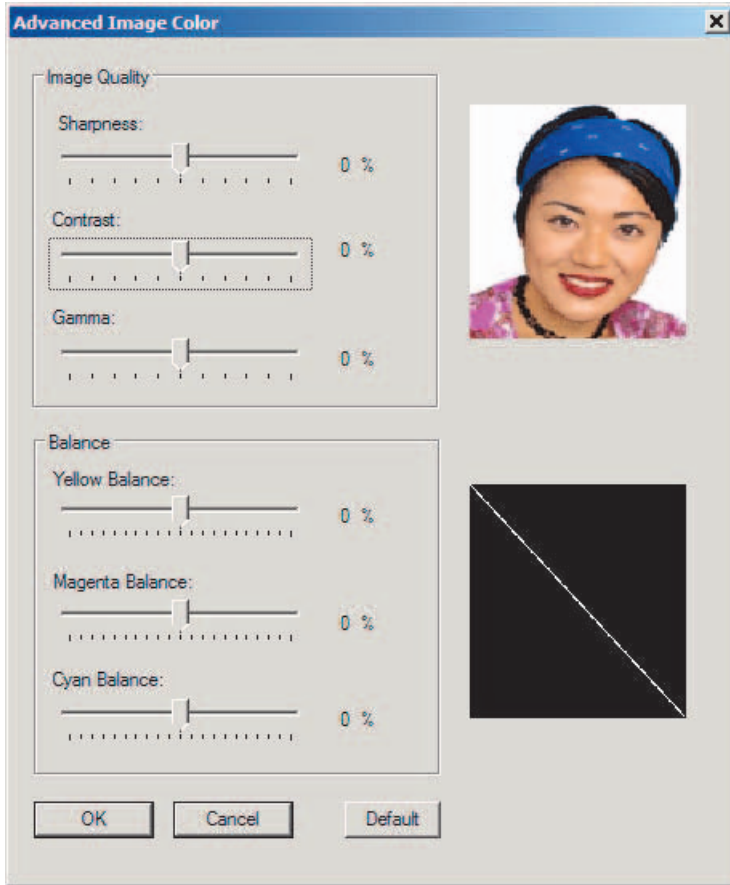 Advanced Image Color
Image Quality
Sharpness:
0 %
Contrast:
0 %
Gamma:
0 %
Balance
Yellow Balance:
0 %
Magenta Balance:
0 %
Cyan Balance:
0 %
OK Cancel Default